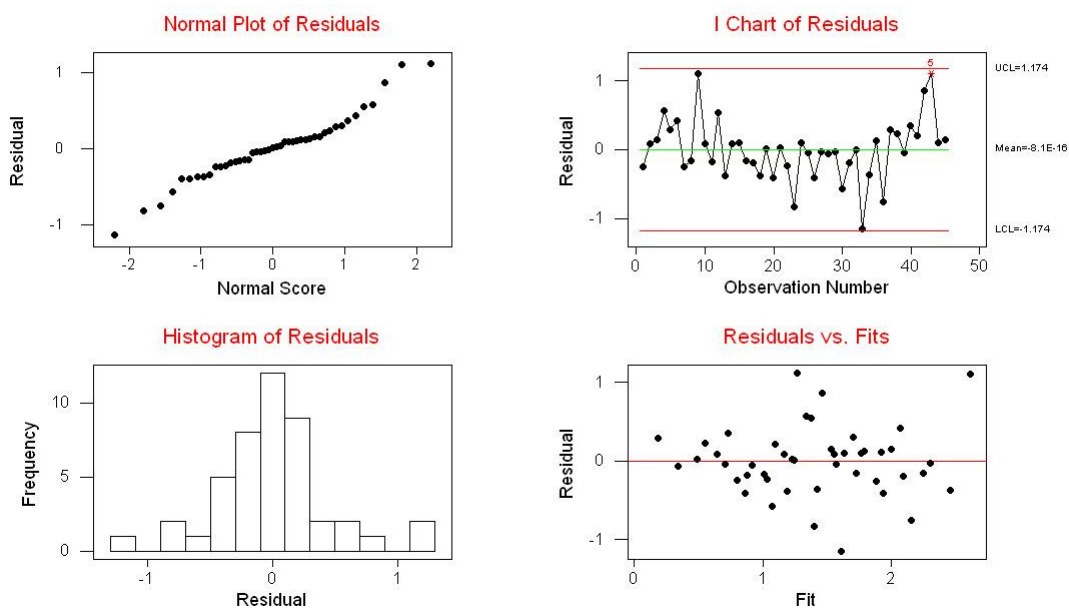 Normal Plot of Residuals
Residual
1
0
-1
-2
-1
0
1
2
Normal Score
I Chart of Residuals
Residual
1
0
-1
5
UCL=1.174
Mean=-8.1E-16
LCL=-1.174
0
10
20
30
40
50
Observation Number
Histogram of Residuals
Frequency
10
5
0
-1
0
1
Residual
Residuals vs. Fits
Residual
1
0
-1
0
1
2
Fit